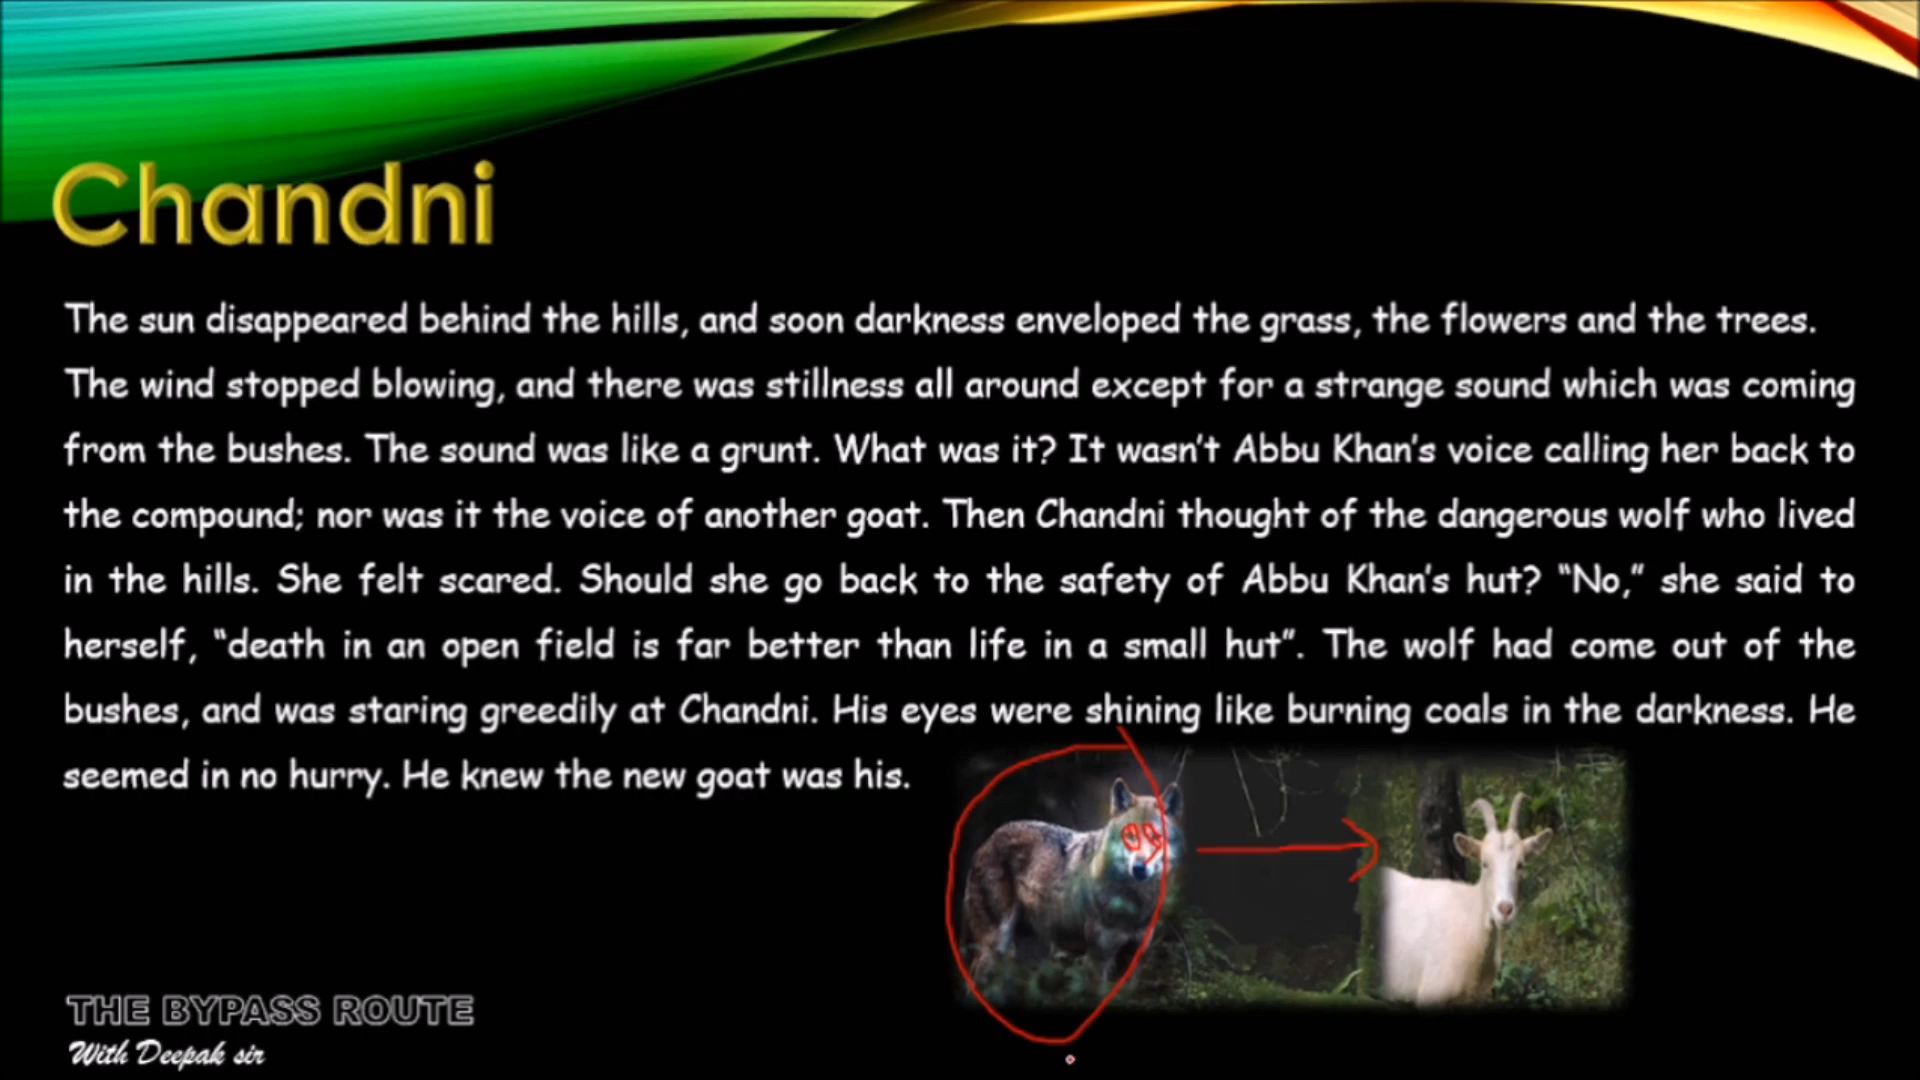 Chandni
The sun disappeared behind the hills, and soon darkness enveloped the grass, the flowers and the trees.
The wind stopped blowing, and there was stillness all around except for a strange sound which was coming
from the bushes. The sound was like a grunt. What was it? It wasn’t Abbu Khan’s voice calling her back to
the compound; nor was it the voice of another goat. Then Chandni thought of the dangerous wolf who lived
in the hills. She felt scared. Should she go back to the safety of Abbu Khan’s hut? “No,” she said to
herself, “death in an open field is far better than life in a small hut”. The wolf had come out of the
bushes, and was staring greedily at Chandni. His eyes were shining like burning coals in the darkness. He
seemed in no hurry. He knew the new goat was his.
THE BYPASS ROUTE
With Deepak sir